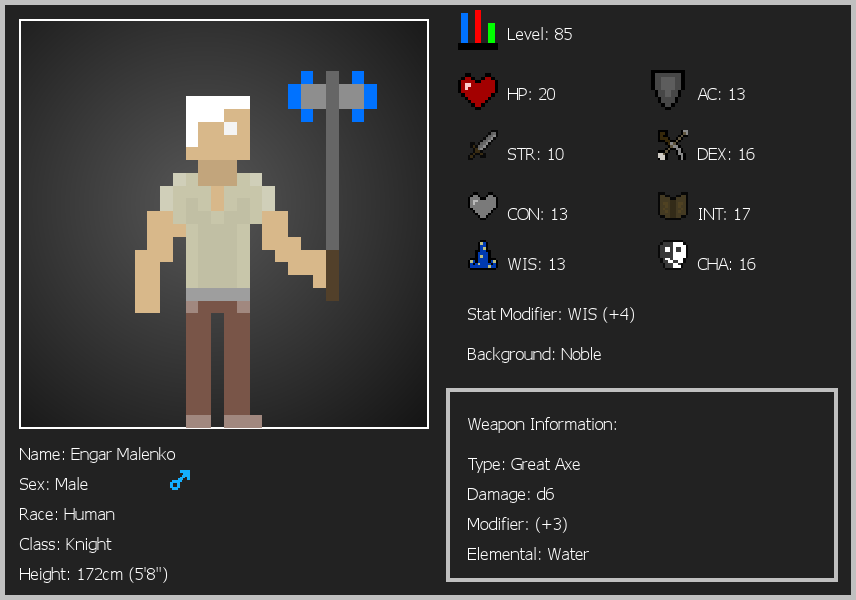 Level: 85
HP: 20
AC: 13
STR: 10
DEX: 16
CON: 13
INT: 17
WIS: 13
CHA: 16
Stat Modifier: WIS (+4)
Background: Noble
Weapon Information:
Type: Great Axe
Damage: d6
Modifier: (+3)
Elemental: Water
Name: Engar Malenko
Sex: Male
Race: Human
Class: Knight
Height: 172cm (5'8")